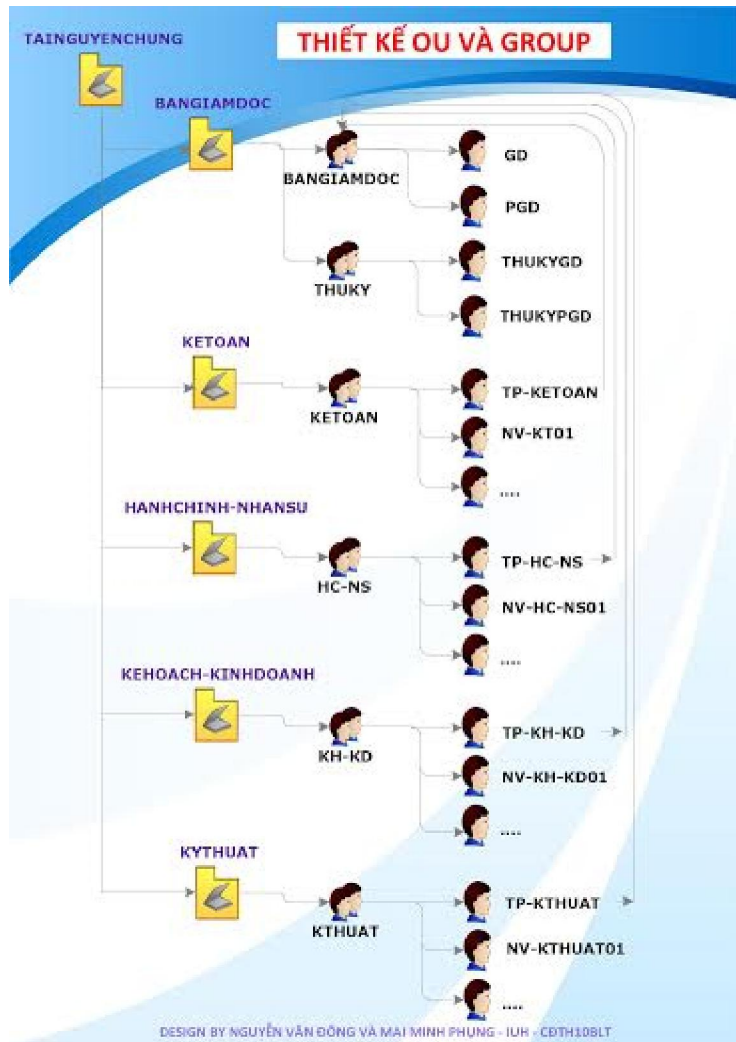 THIẾT KẾ OU VÀ GROUP
TAINGUYENCHUNG
BANGIAMDOC
BANGIAMDOC
GD
PGD
THUKY
THUKYGD
THUKYPGD
KETOAN
KETOAN
TP-KETOAN
NV-KT01
....
HANHCHINH-NHANSU
HC-NS
TP-HC-NS
NV-HC-NS01
....
KEHOACH-KINHDOANH
KH-KD
TP-KH-KD
NV-KH-KD01
....
KYTHUAT
KTHUAT
TP-KTHUAT
NV-KTHUAT01
....
DESIGN BY NGUYỄN VĂN ĐÔNG VÀ MAI MINH PHỤNG - IUH - CĐTH10BLT